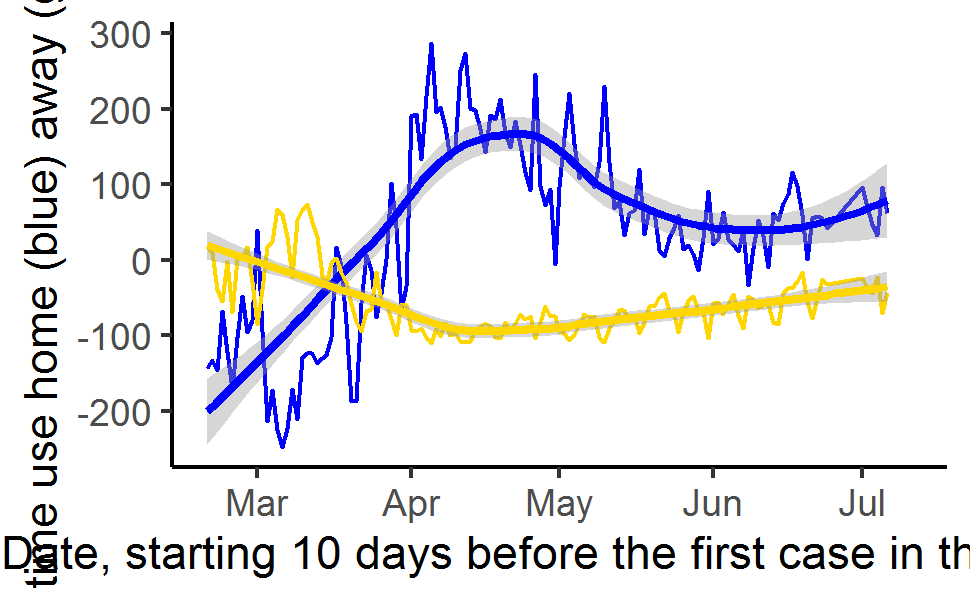 time use home (blue) away (
300
200
100
0
-100
-200
Mar
Apr
May
Jun
Jul
Date, starting 10 days before the first case in th